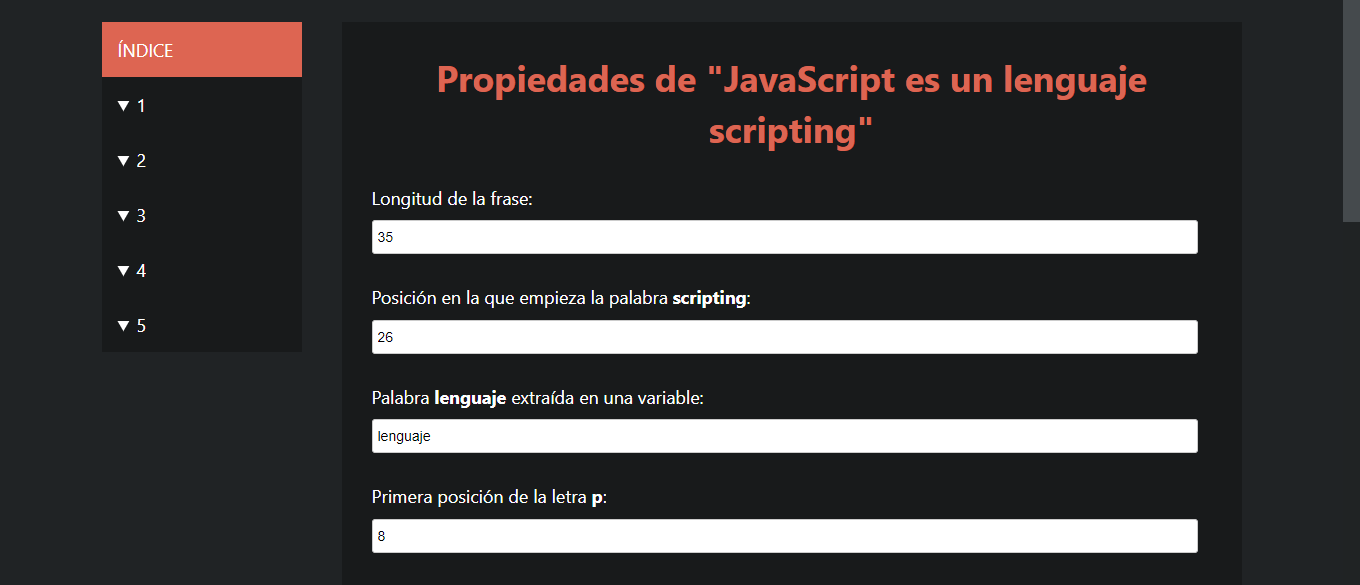 ÍNDICE
▼ 1
▼ 2
▼ 3
▼ 4
▼ 5
Propiedades de "JavaScript es un lenguaje
scripting"
Longitud de la frase:
35
Posición en la que empieza la palabra scripting:
26
Palabra lenguaje extraída en una variable:
lenguaje
Primera posición de la letra p:
8